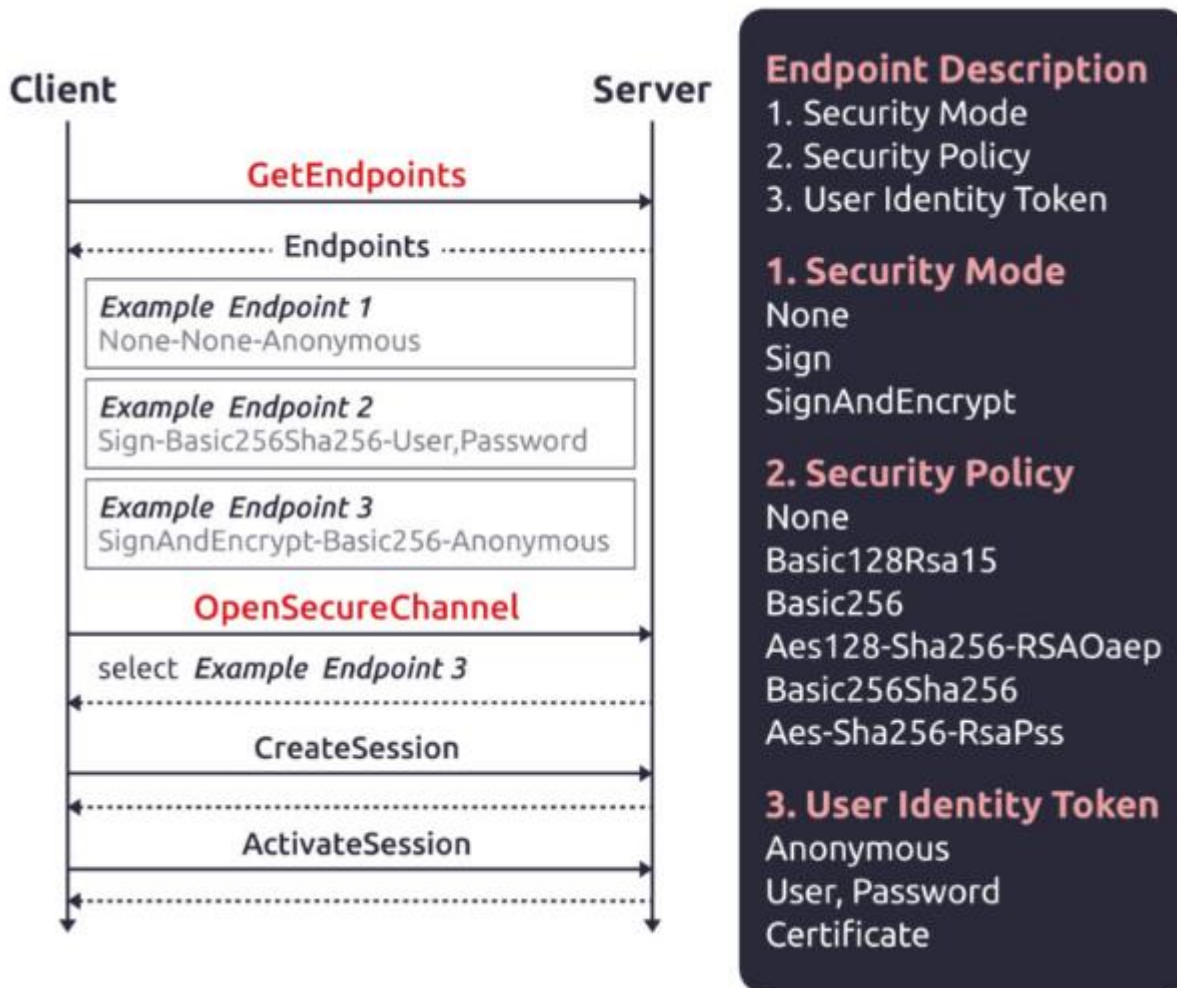 Client
Server
GetEndpoints
Endpoints
Example Endpoint 1
None-None-Anonymous
Example Endpoint 2
Sign-Basic256Sha256-User,Password
Example Endpoint 3
SignAndEncrypt-Basic256-Anonymous
OpenSecureChannel
select Example Endpoint 3
CreateSession
ActivateSession
Endpoint Description
1. Security Mode
2. Security Policy
3. User Identity Token
1. Security Mode
None
Sign
SignAndEncrypt
2. Security Policy
None
Basic128Rsa15
Basic256
Aes128-Sha256-RSAOaep
Basic256Sha256
Aes-Sha256-RsaPss
3. User Identity Token
Anonymous
User, Password
Certificate